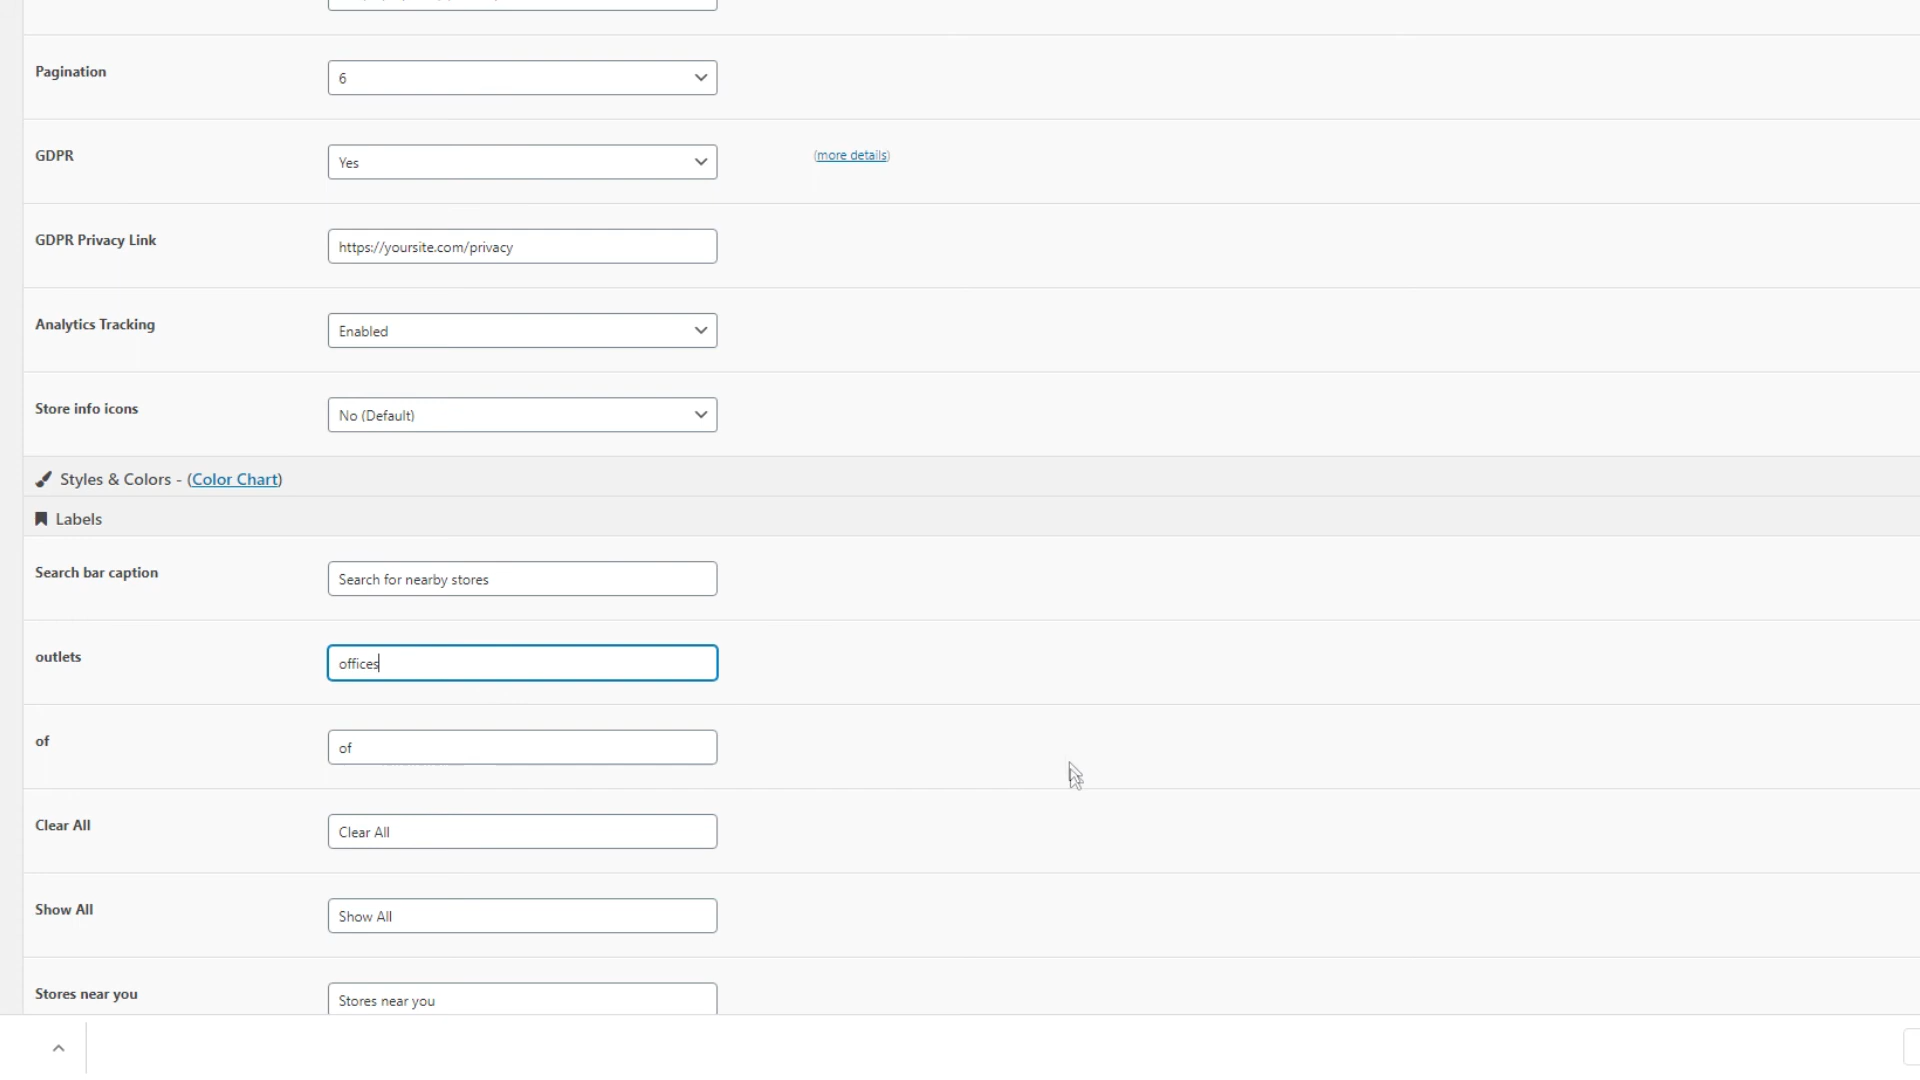 Pagination
6
GDPR
Yes
(more details)
GDPR Privacy Link
https://yoursite.com/privacy
Analytics Tracking
Enabled
Store info icons
No (Default)
Styles & Colors - (Color Chart)
Labels
Search bar caption
Search for nearby stores
outlets
offices
of
of
Clear All
Clear All
Show All
Show All
Stores near you
Stores near you